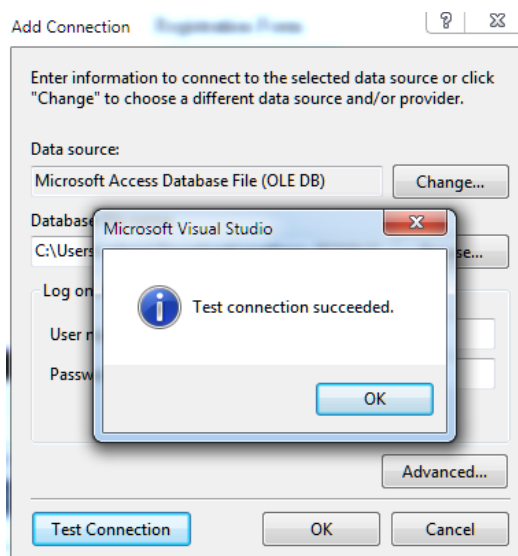 Add Connection
Enter information to connect to the selected data source or click
"Change" to choose a different data source and/or provider.
Data source:
Microsoft Access Database File (OLE DB)
Change...
Database
Microsoft Visual Studio
C:\Users
Log on
Test connection succeeded.
User
OK
Advanced...
Test Connection
OK
Cancel